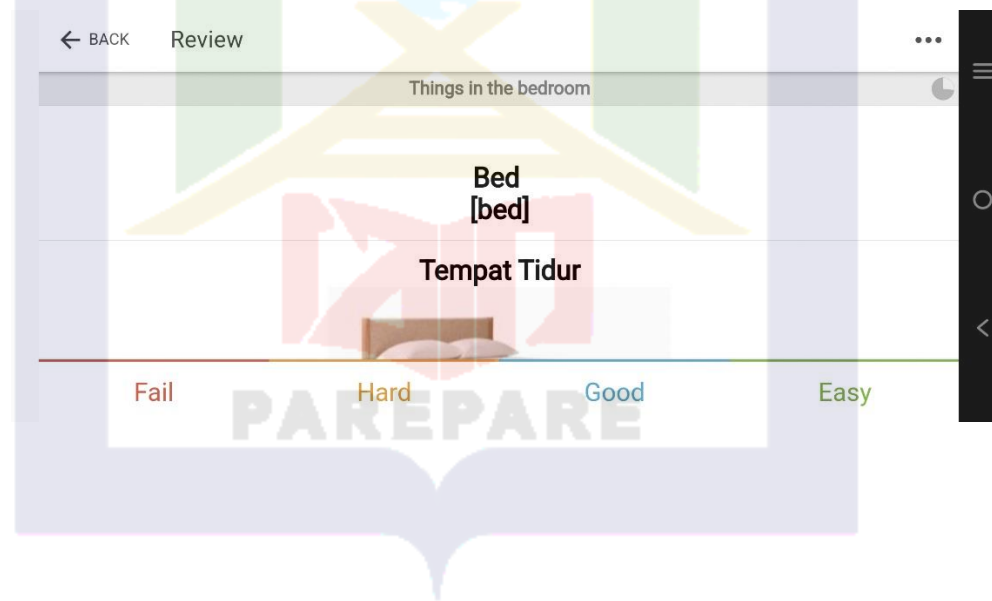 BACK Review
Things in the bedroom
Bed
[bed]
Tempat Tidur
Fail Hard Good Easy
PAREPARE